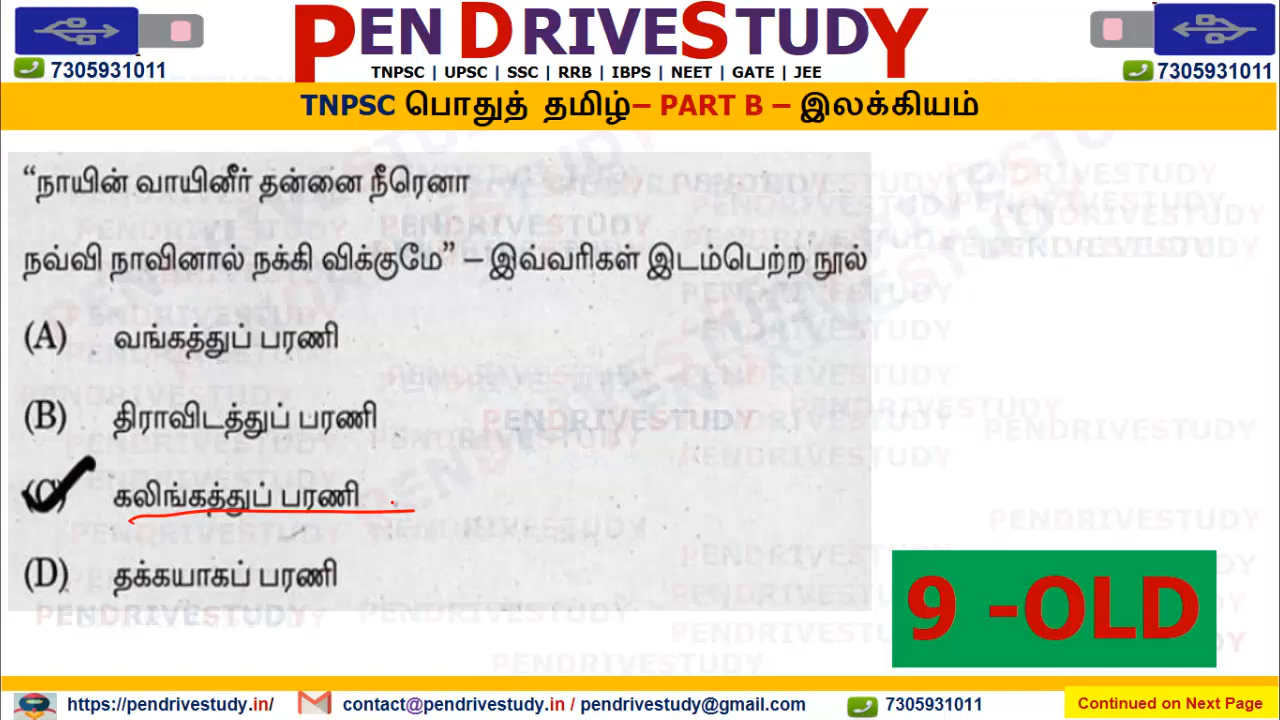 PEN DRIVESTUDY
7305931011
TNPSC | UPSC | SSC | RRB | IBPS | NEET | GATE | JEE
7305931011
TNPSC பொதுத் தமிழ்– PART B – இலக்கியம்
“நாயின் வாயினீர் தன்னை நீரெனா
நவ்வி நாவினால் நக்கி விக்குமே” – இவ்வரிகள் இடம்பெற்ற நூல்
(A) வங்கத்துப் பரணி
(B) திராவிடத்துப் பரணி
(C) கலிங்கத்துப் பரணி
(D) தக்கயாகப் பரணி
9 -OLD
https://pendrivestudy.in/
contact@pendrivestudy.in / pendrivestudy@gmail.com
7305931011
Continued on Next Page